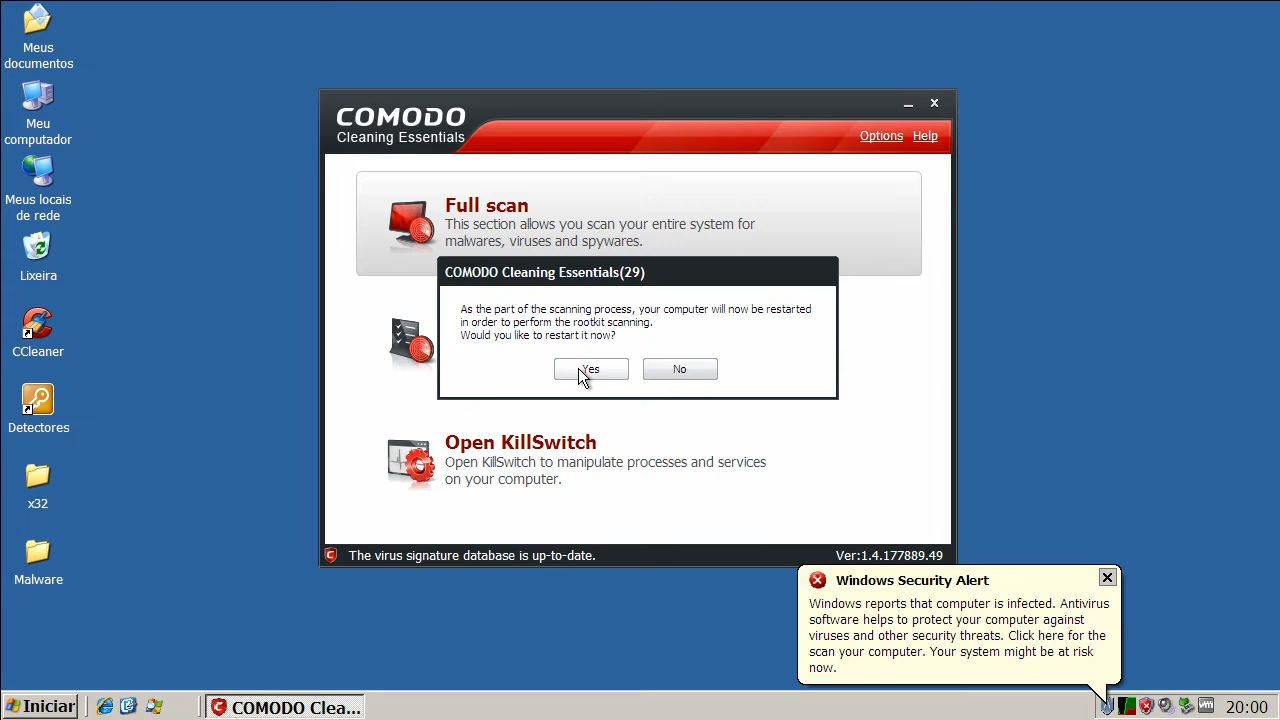 Meus
documentos
Meu
computador
Meus locais
de rede
Lixeira
CCleaner
Detectores
x32
Malware
COMODO
Cleaning Essentials
Options Help
Full scan
This section allows you scan your entire system for
malwares, viruses and spywares.
COMODO Cleaning Essentials(29)
As the part of the scanning process, your computer will now be restarted
in order to perform the rootkit scanning.
Would you like to restart it now?
Yes No
Open KillSwitch
Open KillSwitch to manipulate processes and services
on your computer.
The virus signature database is up-to-date. Ver:1.4.177889.49
Windows Security Alert
Windows reports that computer is infected. Antivirus
software helps to protect your computer against
viruses and other security threats. Click here for the
scan your computer. Your system might be at risk
now.
Iniciar
COMODO Clea...
vm
20:00